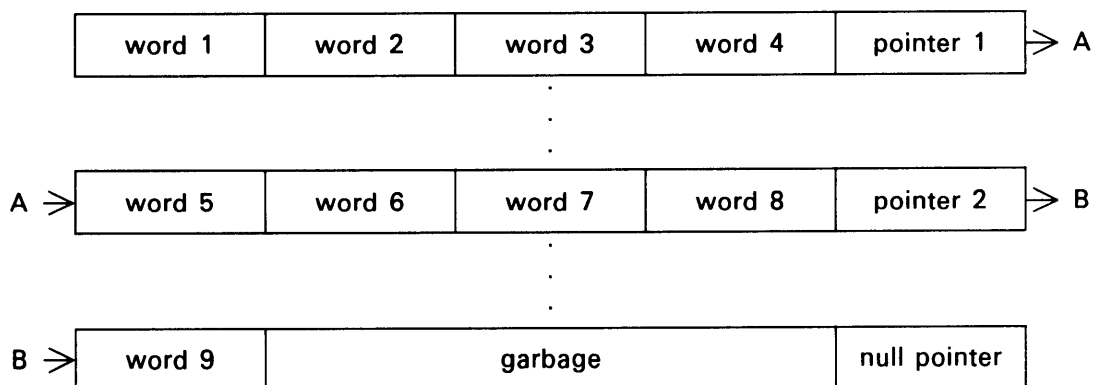 word 1 word 2 word 3 word 4 pointer 1 A
A word 5 word 6 word 7 word 8 pointer 2 B
B word 9 garbage null pointer